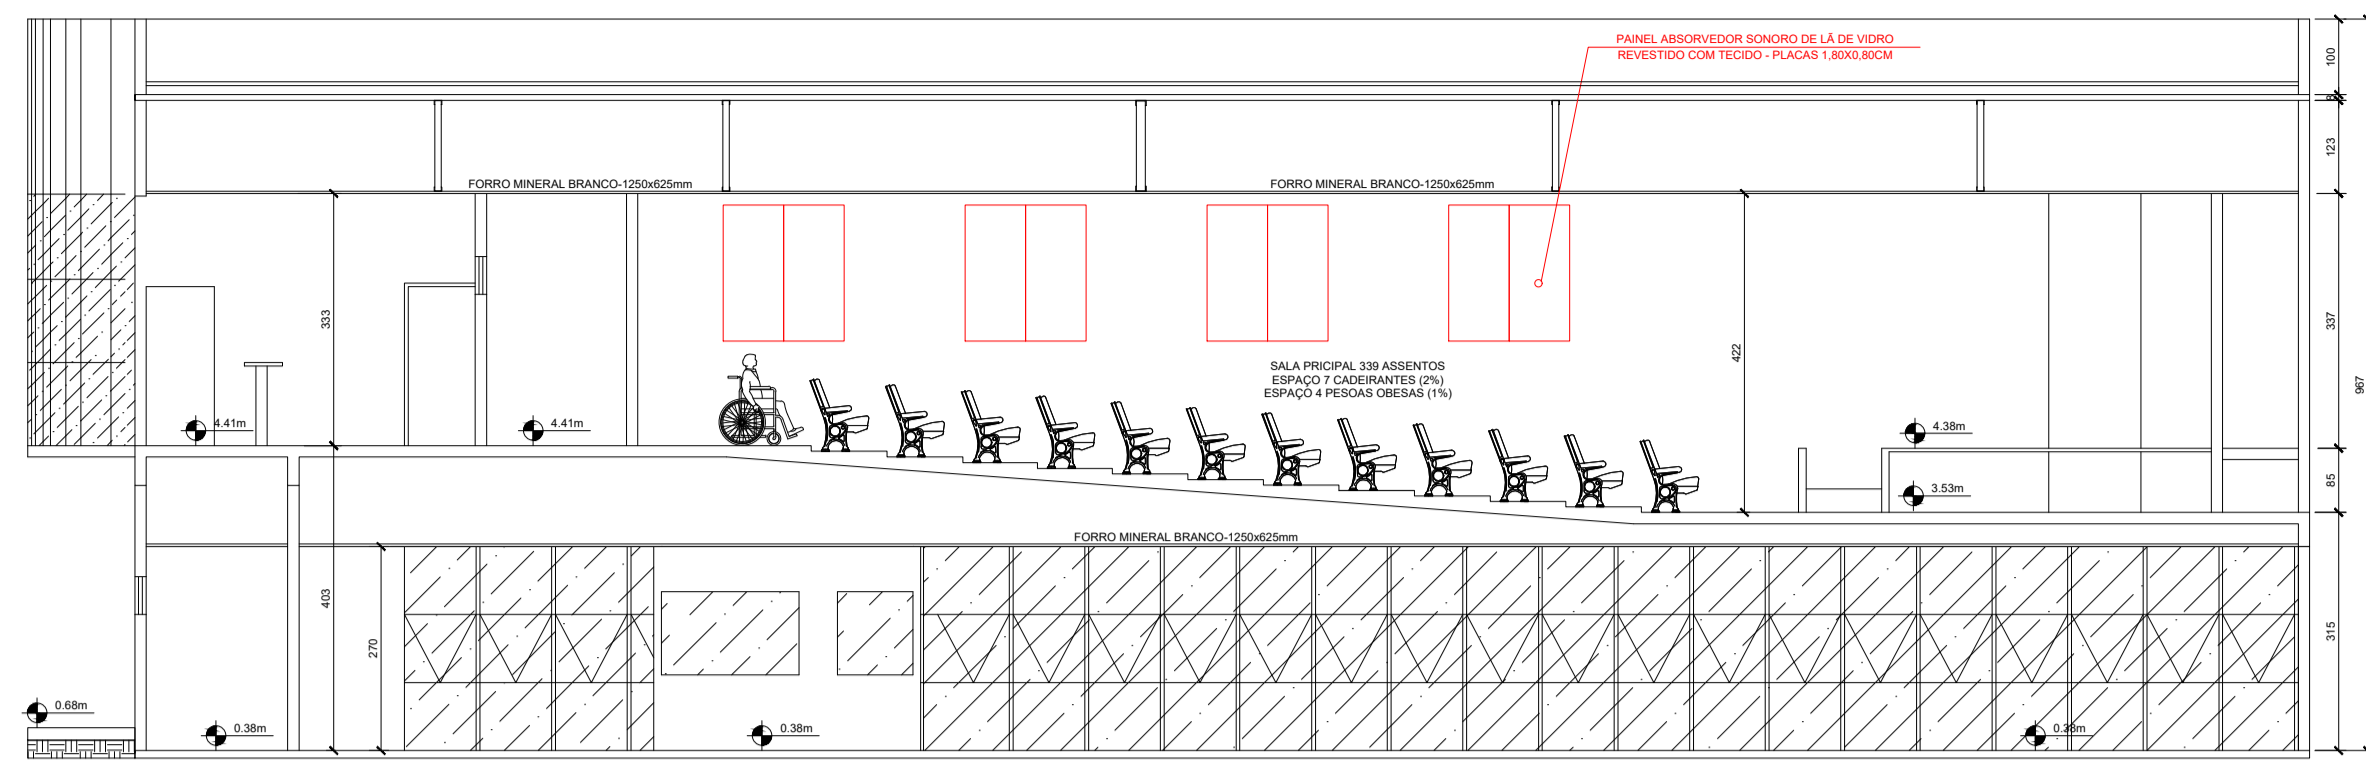 PAINEL ABSORVEDOR SONORO DE LÃ DE VIDRO
REVESTIDO COM TECIDO - PLACAS 1,80X0,80CM
100
8
123
FORRO MINERAL BRANCO-1250x625mm
FORRO MINERAL BRANCO-1250x625mm
333
337
422
SALA PRICIPAL 339 ASSENTOS
ESPAÇO 7 CADEIRANTES (2%)
ESPAÇO 4 PESOAS OBESAS (1%)
967
4.41m
4.41m
4.38m
85
3.53m
FORRO MINERAL BRANCO-1250x625mm
403
270
315
0.68m
0.38m
0.38m
0.38m